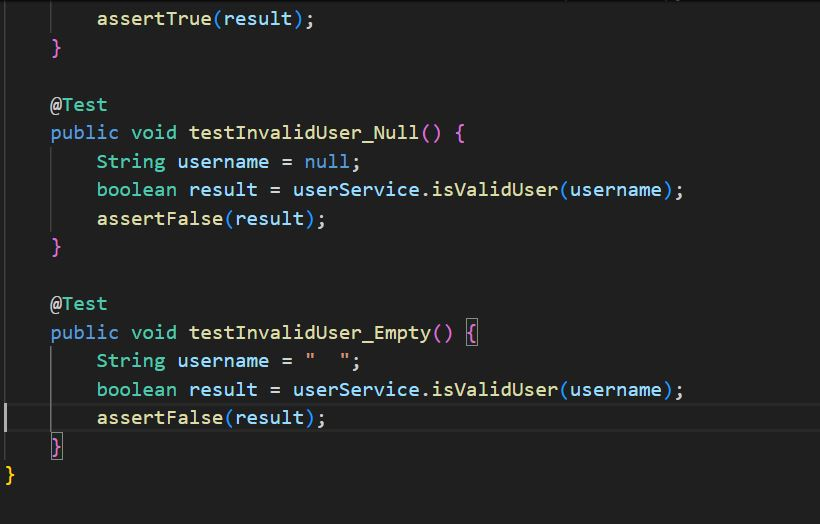 assertTrue(result);
    }

    @Test
    public void testInvalidUser_Null() {
        String username = null;
        boolean result = userService.isValidUser(username);
        assertFalse(result);
    }

    @Test
    public void testInvalidUser_Empty() {
        String username = "  ";
        boolean result = userService.isValidUser(username);
        assertFalse(result);
    }
}